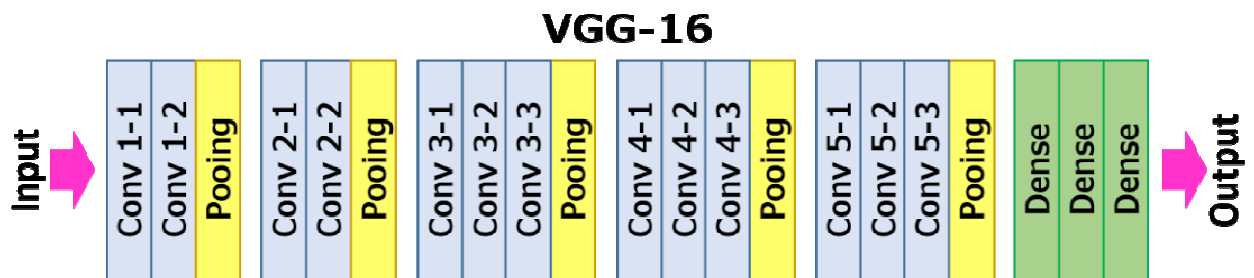 VGG-16
Input
Conv 1-1
Conv 1-2
Pooing
Conv 2-1
Conv 2-2
Pooing
Conv 3-1
Conv 3-2
Conv 3-3
Pooing
Conv 4-1
Conv 4-2
Conv 4-3
Pooing
Conv 5-1
Conv 5-2
Conv 5-3
Pooing
Dense
Dense
Dense
Output